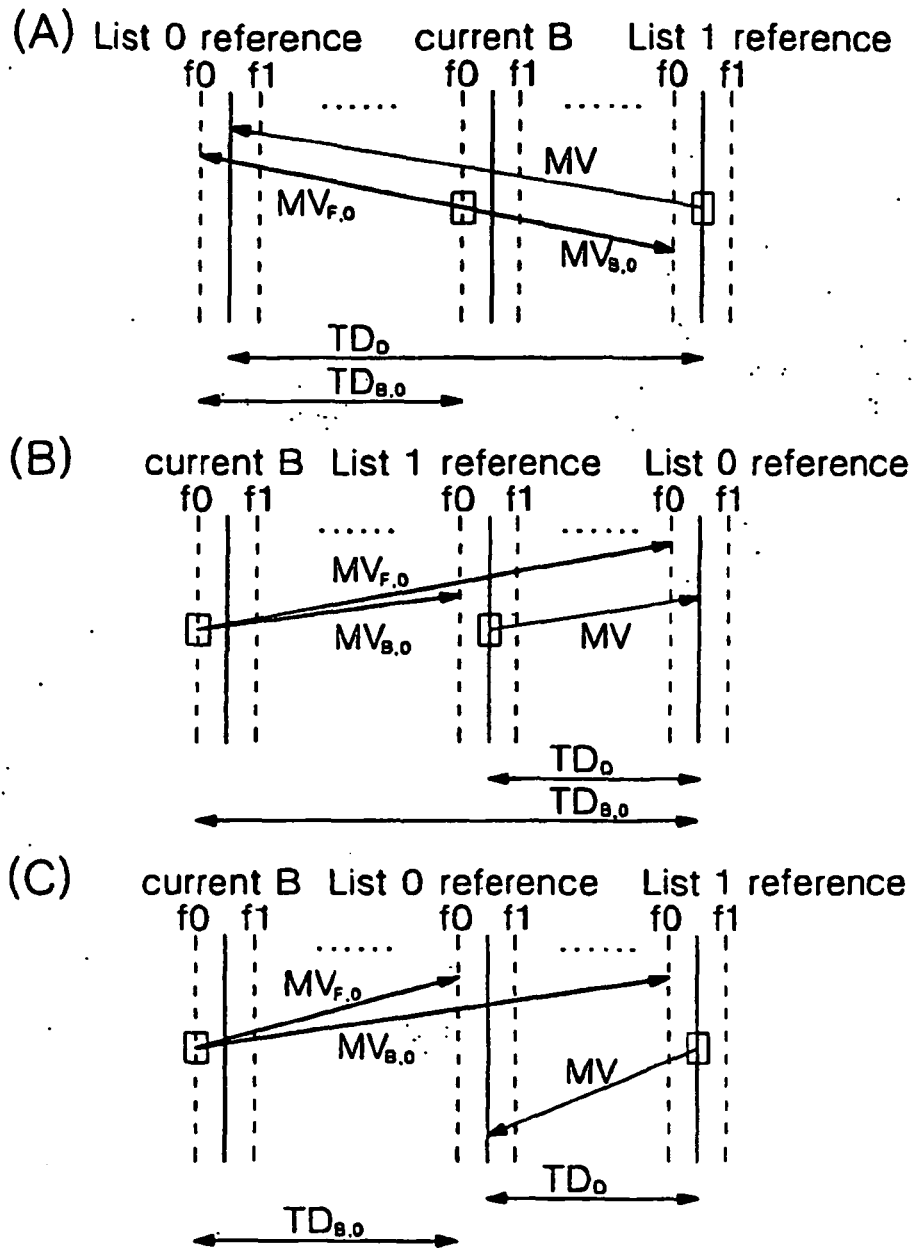 (A) List 0 reference current B List 1 reference
f0 f1 ...... f0 f1 ...... f0 f1
MV
MVF,0
MVB,0
TDD
TDB,0
(B) current B List 1 reference List 0 reference
f0 f1 ...... f0 f1 ...... f0 f1
MVF,0
MVB,0 MV
TDD
TDB,0
(C) current B List 0 reference List 1 reference
f0 f1 ...... f0 f1 ...... f0 f1
MVF,0
MVB,0 MV
TDD
TDB,0